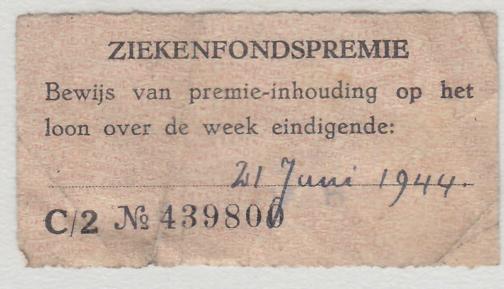 ZIEKENFONDSPREMIE
Bewijs van premie-inhouding op het
loon over de week eindigende:
21 Juni 1944.
C/2 № 439800